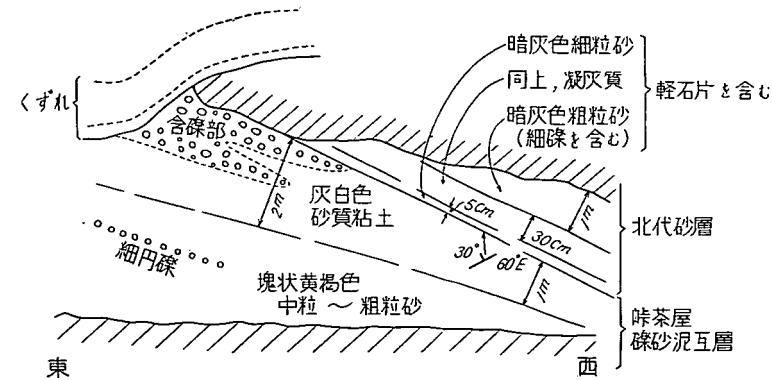 暗灰色細粒砂
同上，凝灰質
暗灰色粗粒砂
(細礫を含む)
軽石片を含む
くずれ
含礫部
灰白色
砂質粘土
2m
5cm
30cm
1m
30°
60°E
1m
細円礫
塊状黄褐色
中粒〜粗粒砂
北代砂層
峠茶屋
礫砂泥互層
東
西